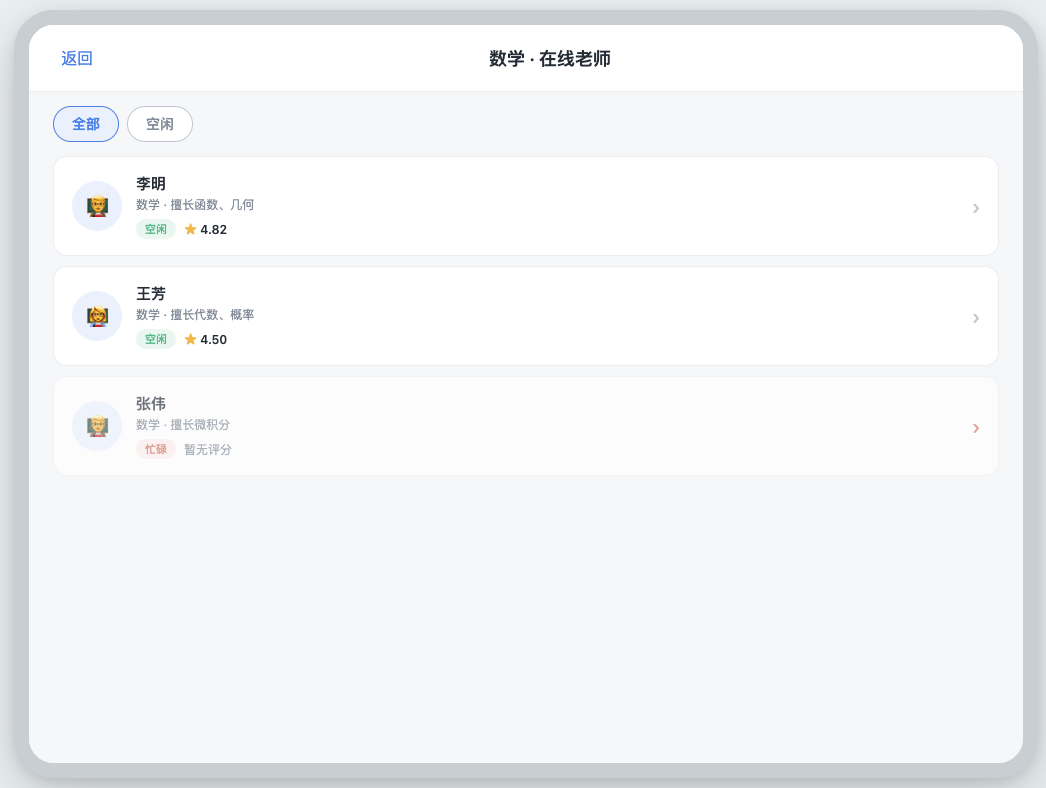 返回
数学 · 在线老师
全部
空闲
李明
数学 · 擅长函数、几何
空闲 4.82
王芳
数学 · 擅长代数、概率
空闲 4.50
张伟
数学 · 擅长微积分
忙碌 暂无评分